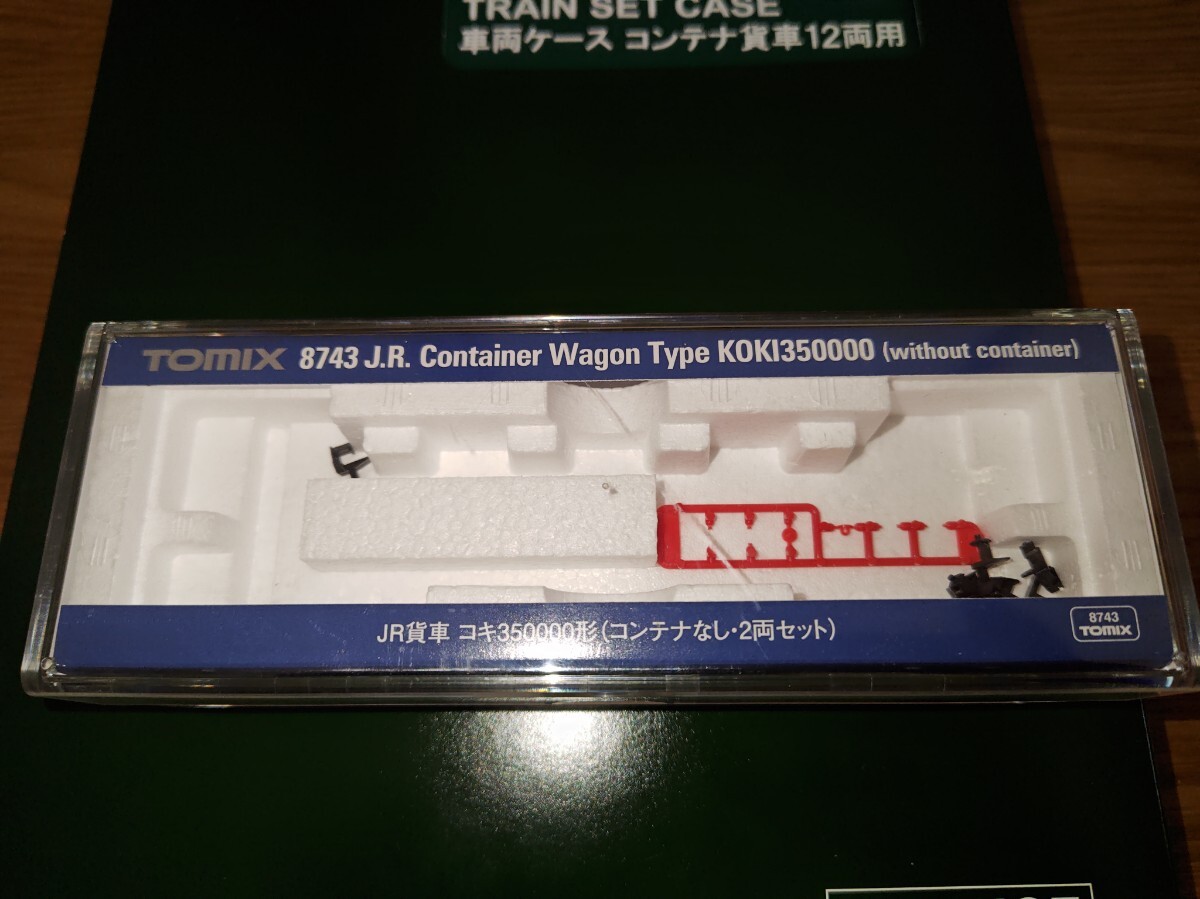 TRAIN SET CASE
車両ケース コンテナ貨車12両用
TOMIX 8743 J.R. Container Wagon Type KOKI350000 (without container)
JR貨車 コキ350000形(コンテナなし・2両セット)
8743
TOMIX